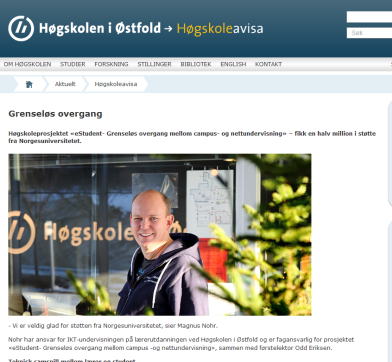 Høgskolen i Østfold → Høgskoleavisa
Søk
OM HØGSKOLEN STUDIER FORSKNING STILLINGER BIBLIOTEK ENGLISH KONTAKT
Aktuelt Høgskoleavisa
Grenseløs overgang
Høgskoleprosjektet «eStudent- Grenseløs overgang mellom campus- og nettundervisning» – fikk en halv million i støtte
fra Norgesuniversitetet.
Høgsko
- Vi er veldig glad for støtten fra Norgesuniversitetet, sier Magnus Nohr.
Nohr har ansvar for IKT-undervisningen på lærerutdanningen ved Høgskolen i Østfold og er fagansvarlig for prosjektet
«eStudent- Grenseløs overgang mellom campus -og nettundervisning», sammen med førstelektor Odd Eriksen.
Teknisk samspill mellom lærer og student